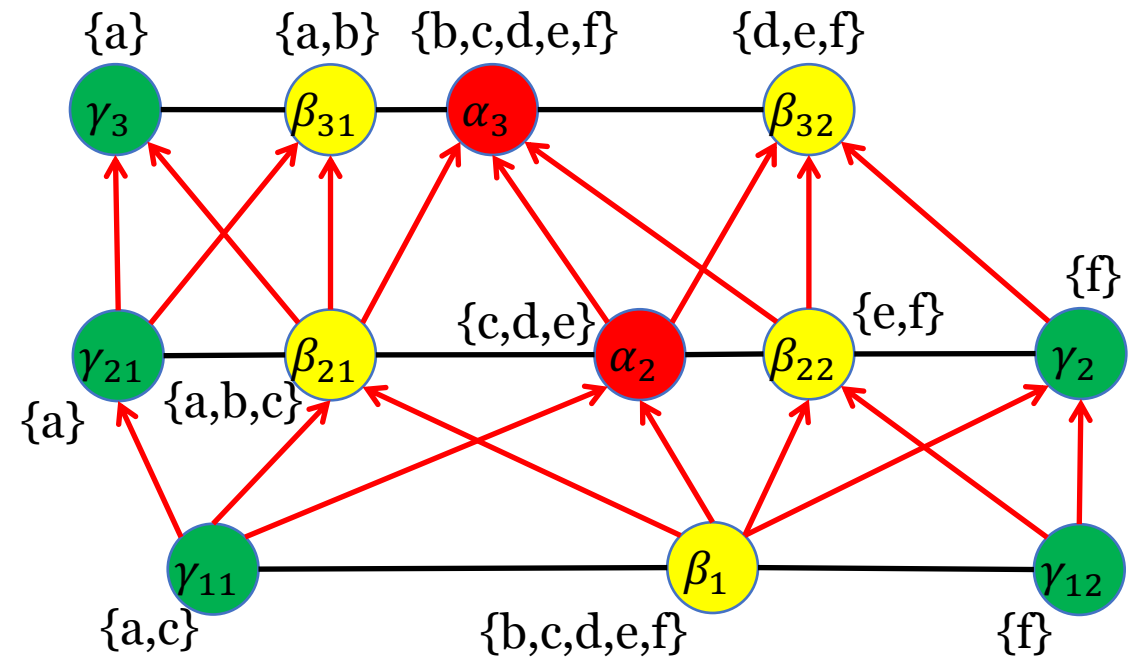 {a} {a,b} {b,c,d,e,f} {d,e,f}
γ₃ β₃₁ α₃ β₃₂
{f}
{c,d,e} {e,f}
γ₂₁ β₂₁ α₂ β₂₂ γ₂
{a} {a,b,c}
γ₁₁ β₁ γ₁₂
{a,c} {b,c,d,e,f} {f}